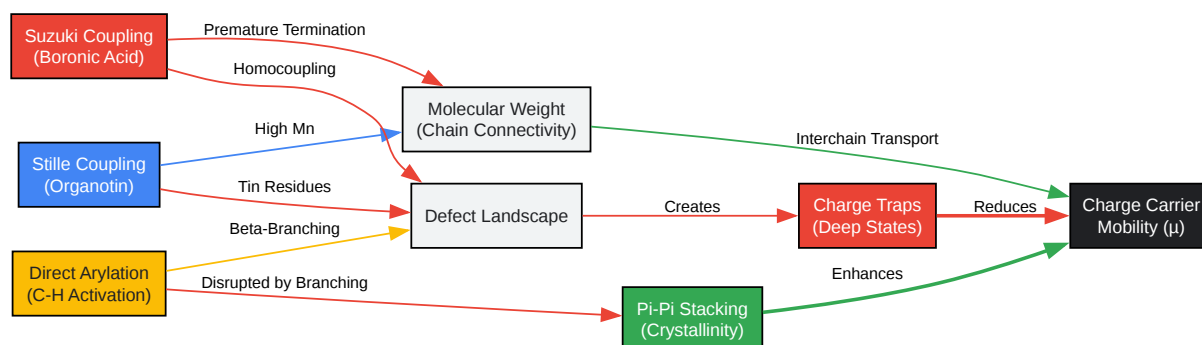 Suzuki Coupling
(Boronic Acid)
Premature Termination
Homocoupling
Molecular Weight
(Chain Connectivity)
High Mn
Interchain Transport
Stille Coupling
(Organotin)
Tin Residues
Beta-Branching
Defect Landscape
Creates
Charge Traps
(Deep States)
Reduces
Charge Carrier
Mobility (µ)
Direct Arylation
(C-H Activation)
Disrupted by Branching
Enhances
Pi-Pi Stacking
(Crystallinity)